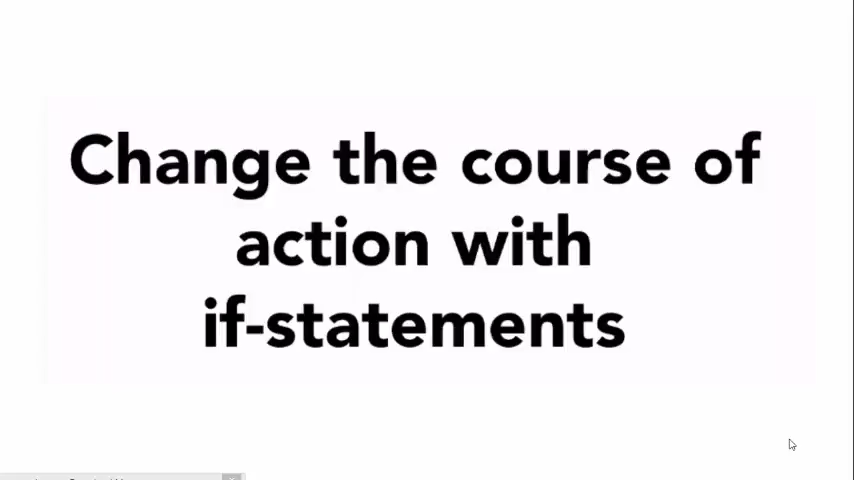 Change the course of
action with
if-statements